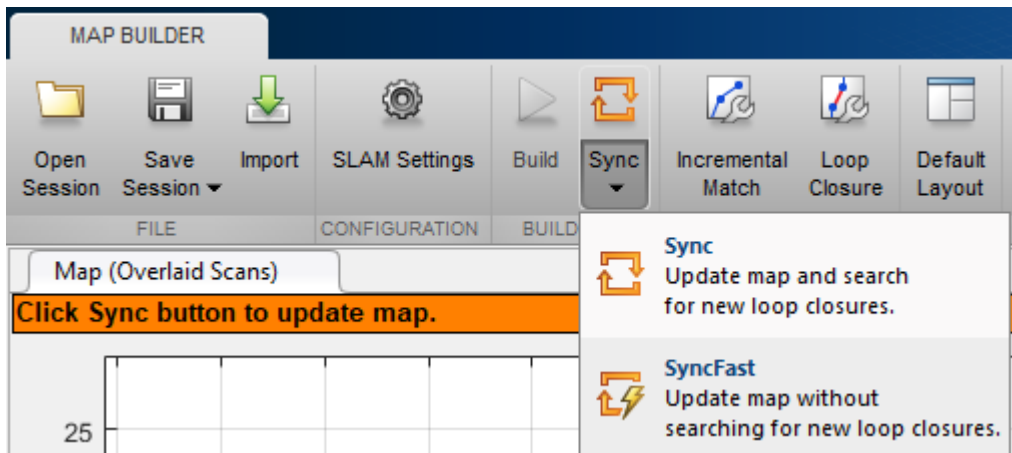 MAP BUILDER
Open
Session
Save
Session
Import
SLAM Settings
Build
Sync
Incremental
Match
Loop
Closure
Default
Layout
FILE
CONFIGURATION
BUILD
Map (Overlaid Scans)
Click Sync button to update map.
25
Sync
Update map and search
for new loop closures.
SyncFast
Update map without
searching for new loop closures.